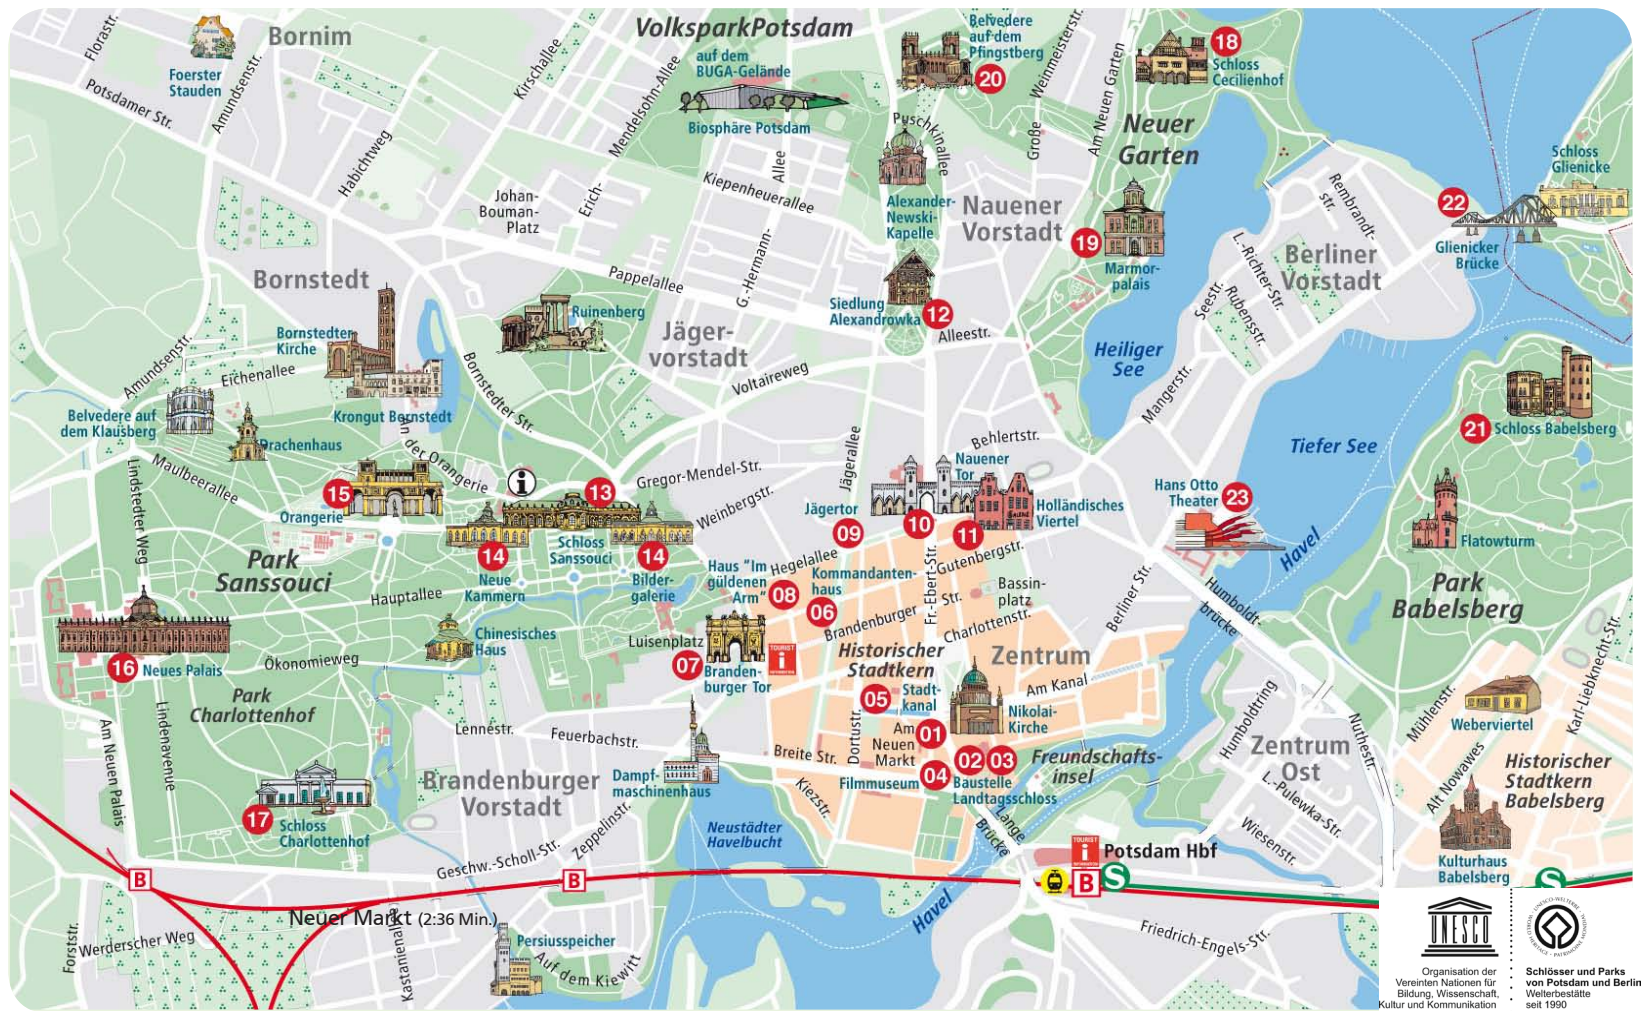 Bornim
Florastr.
Foerster
Stauden
Amundsenstr.
Potsdamer Str.
Kirschallee
Habichtweg
Mendelsohn-Allee
Erich-
VolksparkPotsdam
auf dem
BUGA-Gelände
Biosphäre Potsdam
Belvedere
auf dem
Pfingstberg
20
Weinmeisterstr.
Große
Am Neuen Garten
18
Schloss
Cecilienhof
Neuer
Garten
Puschkinallee
Allee
Kiepenheuerallee
Johan-
Bouman-
Platz
Alexander-
Newski-
Kapelle
Nauener
Vorstadt
19
Marmor-
palais
Rembrandt-
str.
22
Schloss
Glienicke
Glienicker
Brücke
L.-Richter-Str.
Berliner
Vorstadt
Seestr.
Rubensstr.
Bornstedt
Pappelallee
G.-Hermann-
Siedlung
Alexandrowka
12
Alleestr.
Ruinenberg
Jäger-
vorstadt
Bornstedter
Kirche
Amundsenstr.
Eichenallee
Bornstedter Str.
Voltaireweg
Heiliger
See
Mangerstr.
Belvedere auf
dem Klausberg
Krongut Bornstedt
Drachenhaus
An der Orangerie
Maulbeerallee
Lindstedter Weg
Tiefer See
21
Schloss Babelsberg
Behlertstr.
Jägerallee
Nauener
Tor
Gregor-Mendel-Str.
Weinbergstr.
15
Orangerie
i
13
14
Neue
Kammern
Schloss
Sanssouci
14
Bilder-
galerie
Jägertor
09
10
11
Holländisches
Viertel
Hans Otto
Theater
23
Flatowturm
Havel
Park
Sanssouci
Haus "Im
güldenen
Arm"
08
Hegelallee
Kommandanten-
haus
06
Gutenbergstr.
Fr.-Ebert-Str.
Bassin-
platz
Brandenburger Str.
Charlottenstr.
Berliner Str.
Humboldt-
brücke
Park
Babelsberg
Hauptallee
Chinesisches
Haus
Ökonomieweg
16
Neues Palais
Luisenplatz
07
Branden-
burger Tor
TOURIST
i
INFORMATION
Historischer
Stadtkern
Zentrum
05
Stadt-
kanal
Am Kanal
Nikolai-
Kirche
Park
Charlottenhof
Am Neuen Palais
Lindenavenue
Lennéstr.
Feuerbachstr.
Dortustr.
Breite Str.
Am
Neuen
Markt
01
02
03
04
Filmmuseum
Baustelle
Landtagsschloss
Freundschafts-
insel
Humboldtring
Zentrum
Ost
Nuthestr.
L.-Pulewka-Str.
Wiesenstr.
Mühlenstr.
Weberviertel
Karl-Liebknecht-Str.
Alt Nowawes
Historischer
Stadtkern
Babelsberg
Kulturhaus
Babelsberg
Brandenburger
Vorstadt
Dampf-
maschinenhaus
Kiezstr.
17
Schloss
Charlottenhof
Zeppelinstr.
Geschw.-Scholl-Str.
Neustädter
Havelbucht
Lange
Brücke
TOURIST
i
INFORMATION
Potsdam Hbf
B
B
B
S
S
Neuer Markt (2:36 Min.)
Forststr.
Werderscher Weg
Kastanienal
Persiusspeicher
Auf dem Kiewitt
Havel
Friedrich-Engels-Str.
UNESCO
Organisation der
Vereinten Nationen für
Bildung, Wissenschaft,
Kultur und Kommunikation
Schlösser und Parks
von Potsdam und Berlin
Welterbestätte
seit 1990